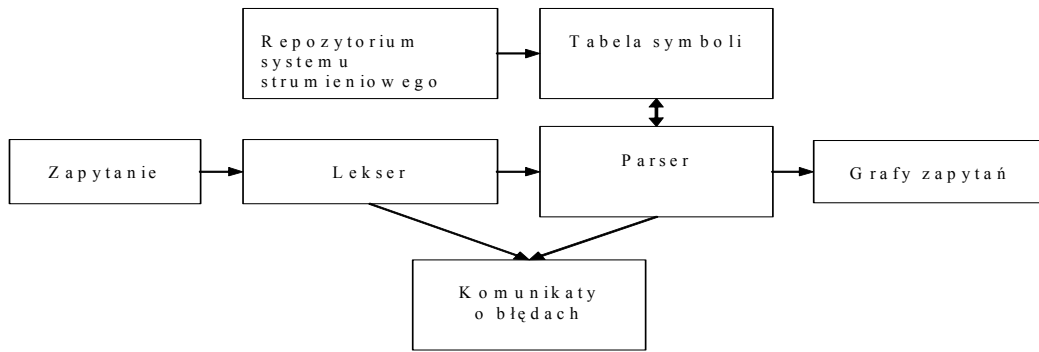 Repozytorium
systemu
strumieniowego
Tabela symboli
Zapytanie
Lekser
Parser
Grafy zapytań
Komunikaty
o błędach